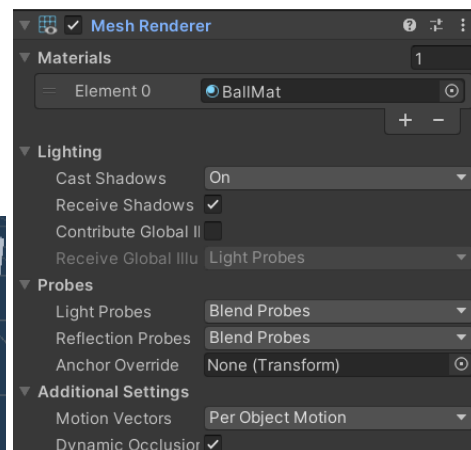 Mesh Renderer
Materials 1
Element 0 BallMat
Lighting
Cast Shadows On
Receive Shadows
Contribute Global Il
Receive Global Illu Light Probes
Probes
Light Probes Blend Probes
Reflection Probes Blend Probes
Anchor Override None (Transform)
Additional Settings
Motion Vectors Per Object Motion
Dynamic Occlusion